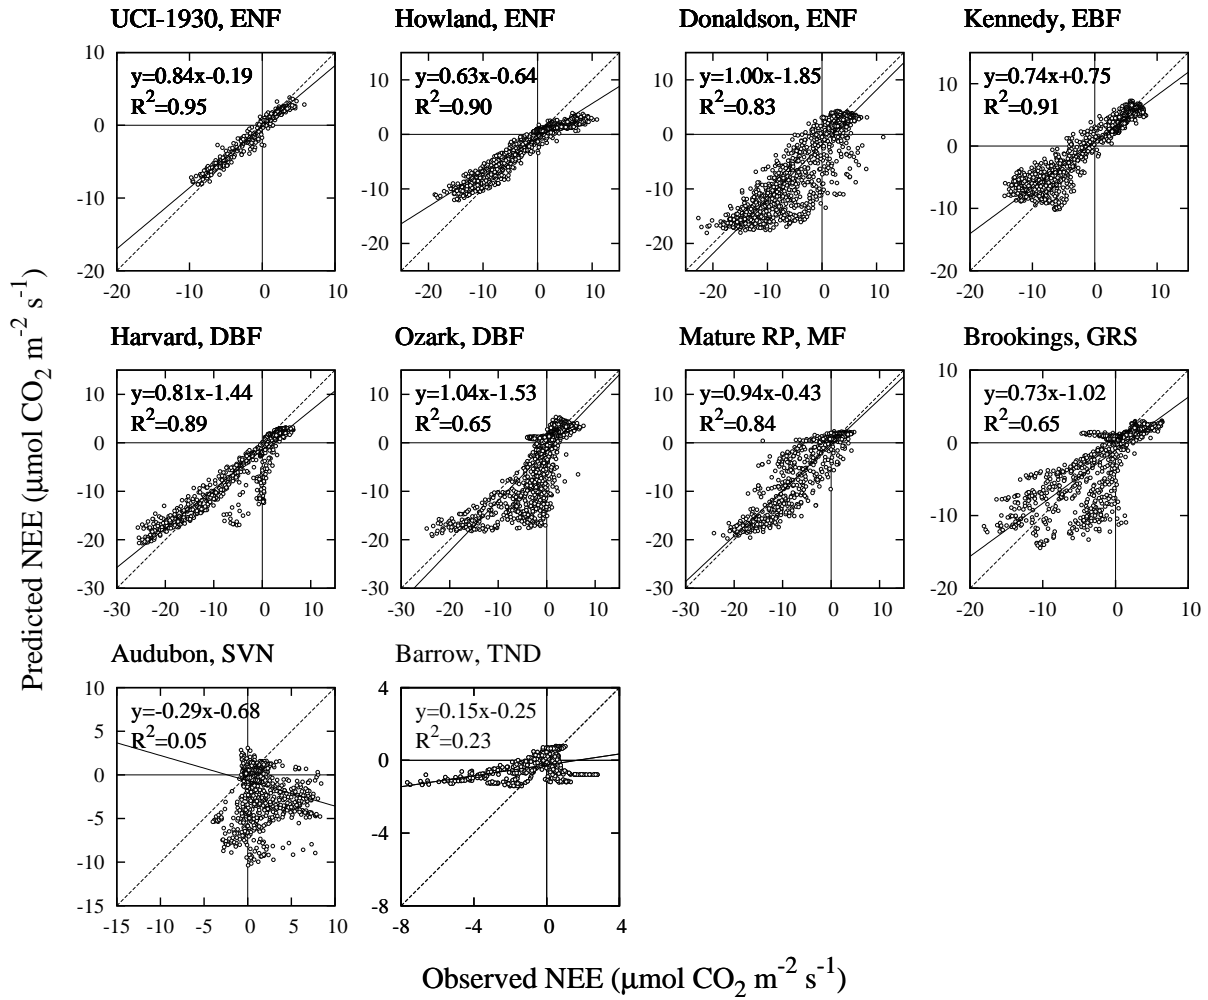 UCI-1930, ENF
Howland, ENF
Donaldson, ENF
Kennedy, EBF
y=0.84x-0.19
R²=0.95
10
0
-10
-20
-20 -10 0 10
y=0.63x-0.64
R²=0.90
10
0
-10
-20
-20 -10 0 10
y=1.00x-1.85
R²=0.83
10
0
-10
-20
-20 -10 0 10
y=0.74x+0.75
R²=0.91
10
0
-10
-20
-20 -10 0 10
Harvard, DBF
Ozark, DBF
Mature RP, MF
Brookings, GRS
y=0.81x-1.44
R²=0.89
10
0
-10
-20
-30
-30 -20 -10 0 10
y=1.04x-1.53
R²=0.65
10
0
-10
-20
-30
-30 -20 -10 0 10
y=0.94x-0.43
R²=0.84
10
0
-10
-20
-30
-30 -20 -10 0 10
y=0.73x-1.02
R²=0.65
10
0
-10
-20
-20 -10 0 10
Audubon, SVN
Barrow, TND
y=-0.29x-0.68
R²=0.05
10
5
0
-5
-10
-15
-15 -10 -5 0 5 10
y=0.15x-0.25
R²=0.23
4
0
-4
-8
-8 -4 0 4
Predicted NEE (μmol CO₂ m⁻² s⁻¹)
Observed NEE (μmol CO₂ m⁻² s⁻¹)